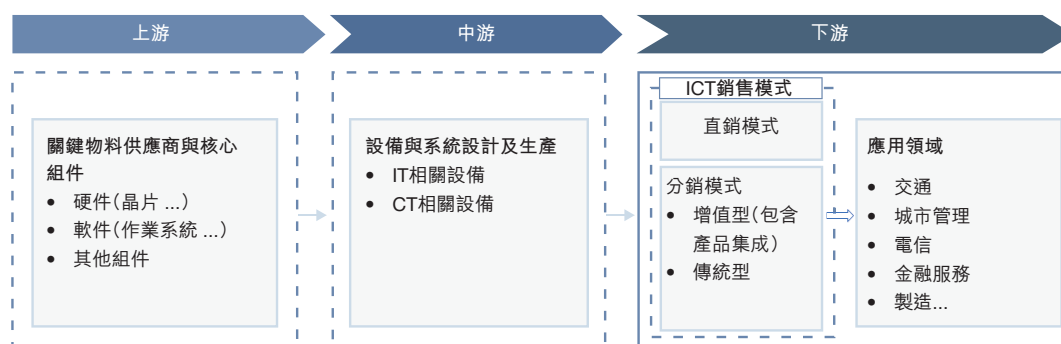 上游
中游
下游
關鍵物料供應商與核心
組件
• 硬件(晶片 ...)
• 軟件(作業系統 ...)
• 其他組件
設備與系統設計及生產
• IT相關設備
• CT相關設備
ICT銷售模式
直銷模式
分銷模式
• 增值型(包含
產品集成)
• 傳統型
應用領域
• 交通
• 城市管理
• 電信
• 金融服務
• 製造...